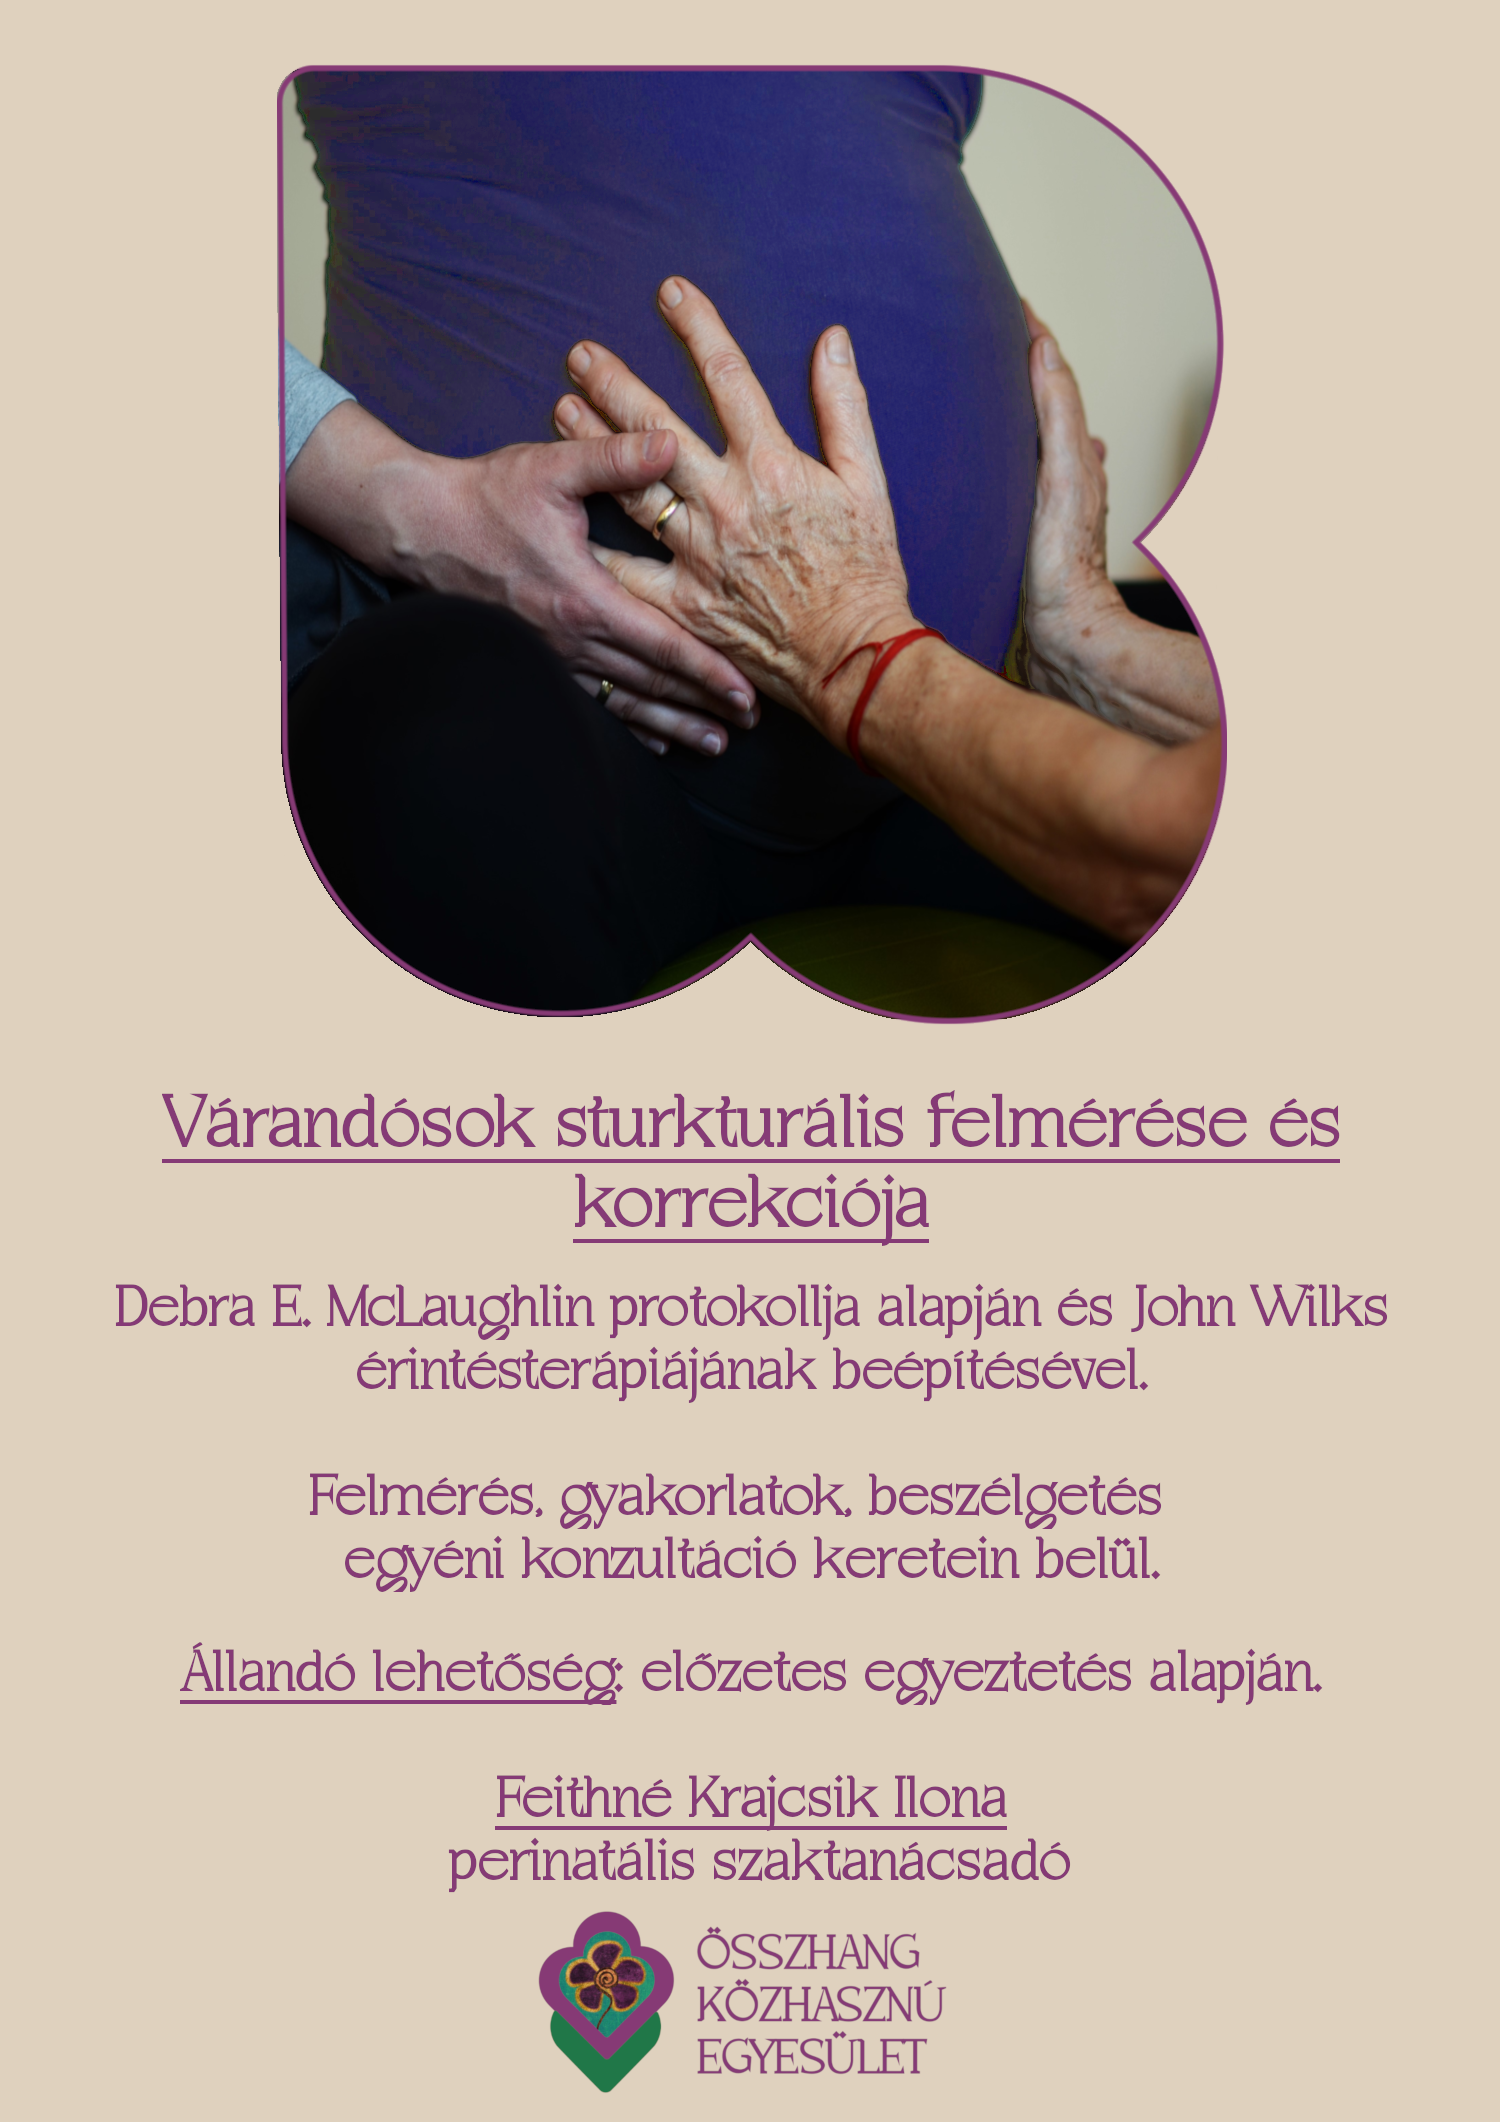 Várandósok sturkturális felmérése és
korrekciója
Debra E. McLaughlin protokollja alapján és John Wilks
érintésterápiájának beépítésével.
Felmérés, gyakorlatok, beszélgetés
egyéni konzultáció keretein belül.
Állandó lehetőség: előzetes egyeztetés alapján.
Feithné Krajcsik Ilona
perinatális szaktanácsadó
ÖSSZHANG
KÖZHASZNÚ
EGYESÜLET